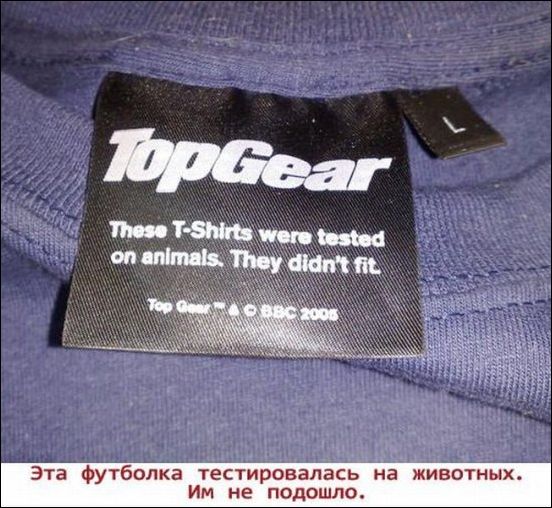 TopGear
L
These T-Shirts were tested
on animals. They didn't fit.
Top Gear™ & © BBC 2005
Эта футболка тестировалась на животных.
Им не подошло.